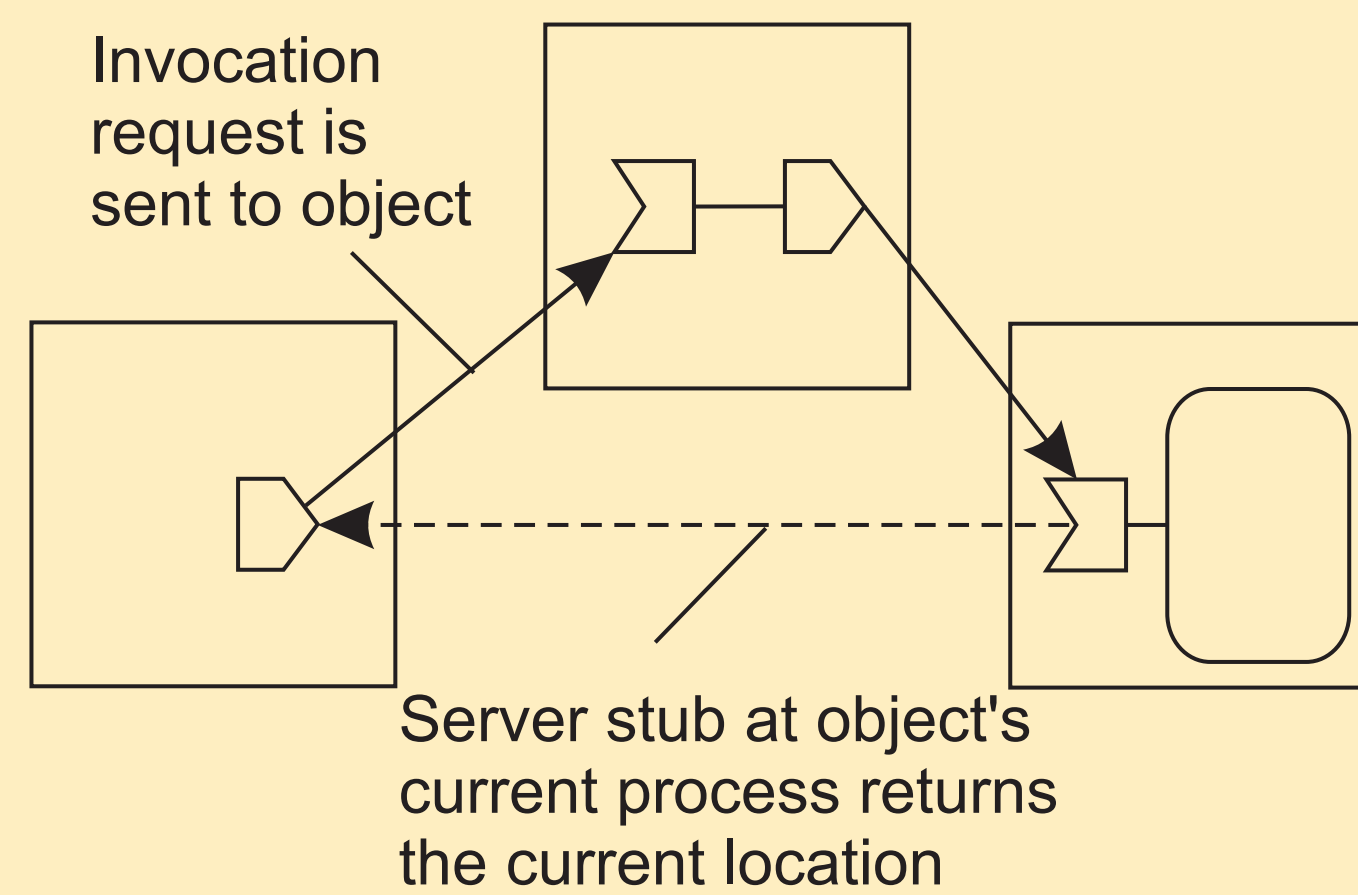 Invocation
request is
sent to object
Server stub at object's
current process returns
the current location